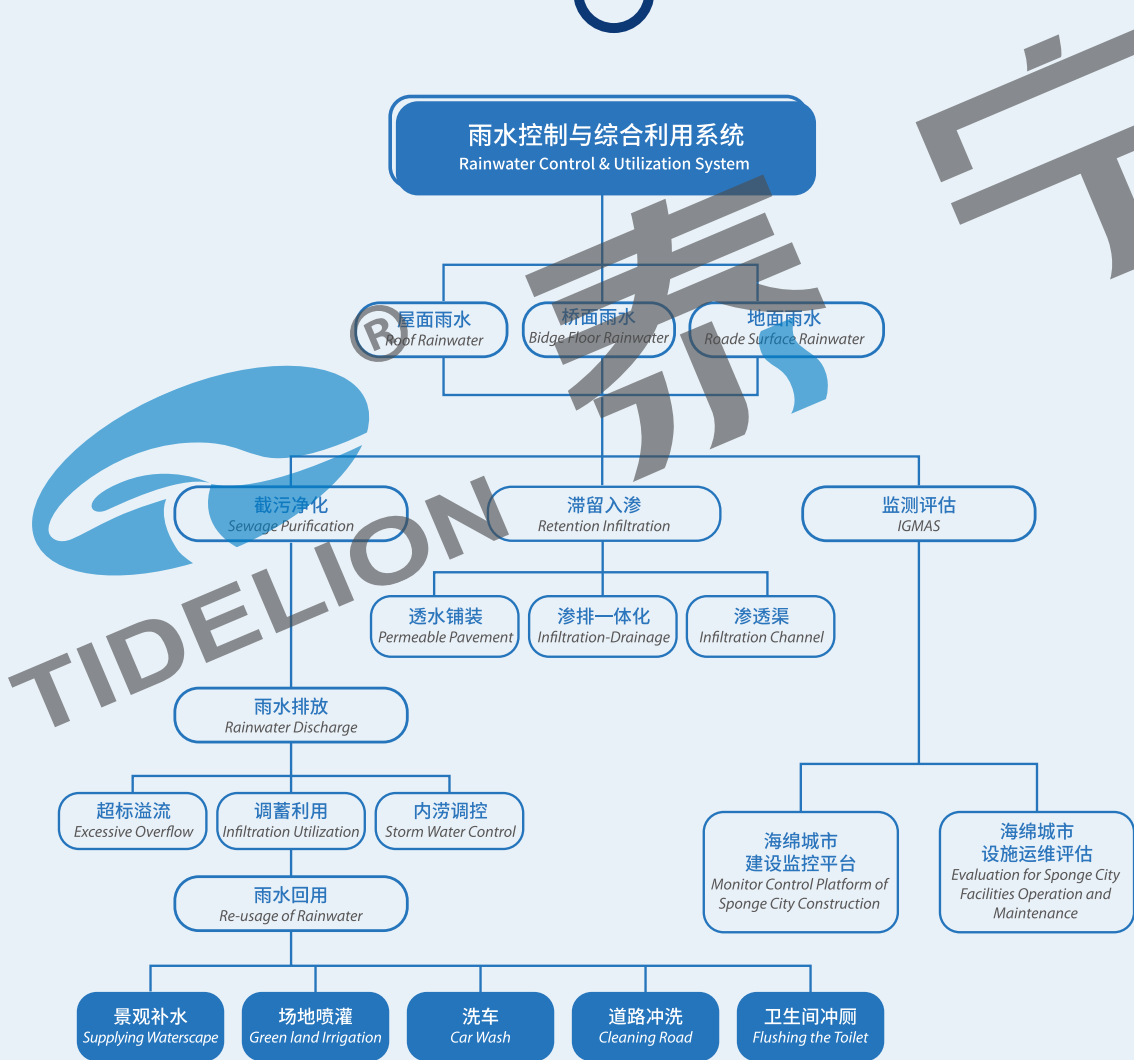 雨水控制与综合利用系统
Rainwater Control & Utilization System
屋面雨水
Roof Rainwater
桥面雨水
Bidge Floor Rainwater
地面雨水
Roade Surface Rainwater
截污净化
Sewage Purification
滞留入渗
Retention Infiltration
监测评估
IGMAS
透水铺装
Permeable Pavement
渗排一体化
Infiltration-Drainage
渗透渠
Infiltration Channel
雨水排放
Rainwater Discharge
超标溢流
Excessive Overflow
调蓄利用
Infiltration Utilization
内涝调控
Storm Water Control
雨水回用
Re-usage of Rainwater
海绵城市
建设监控平台
Monitor Control Platform of
Sponge City Construction
海绵城市
设施运维评估
Evaluation for Sponge City
Facilities Operation and
Maintenance
景观补水
Supplying Waterscape
场地喷灌
Green land Irrigation
洗车
Car Wash
道路冲洗
Cleaning Road
卫生间冲厕
Flushing the Toilet
®
TIDELION
泰